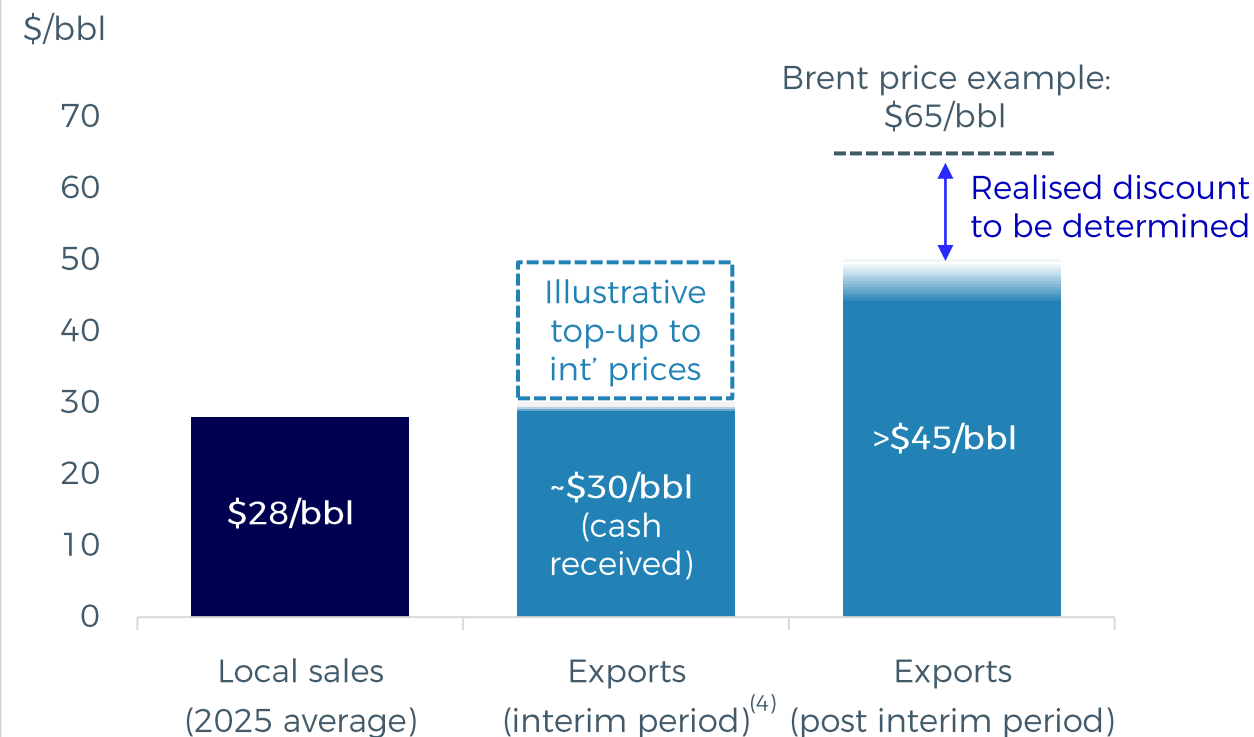 $/bbl
70
60
50
40
30
20
10
0
Brent price example:
$65/bbl
Realised discount
to be determined
Illustrative
top-up to
int’ prices
$28/bbl
~$30/bbl
(cash
received)
>$45/bbl
Local sales
(2025 average)
Exports
(interim period)(4)
Exports
(post interim period)